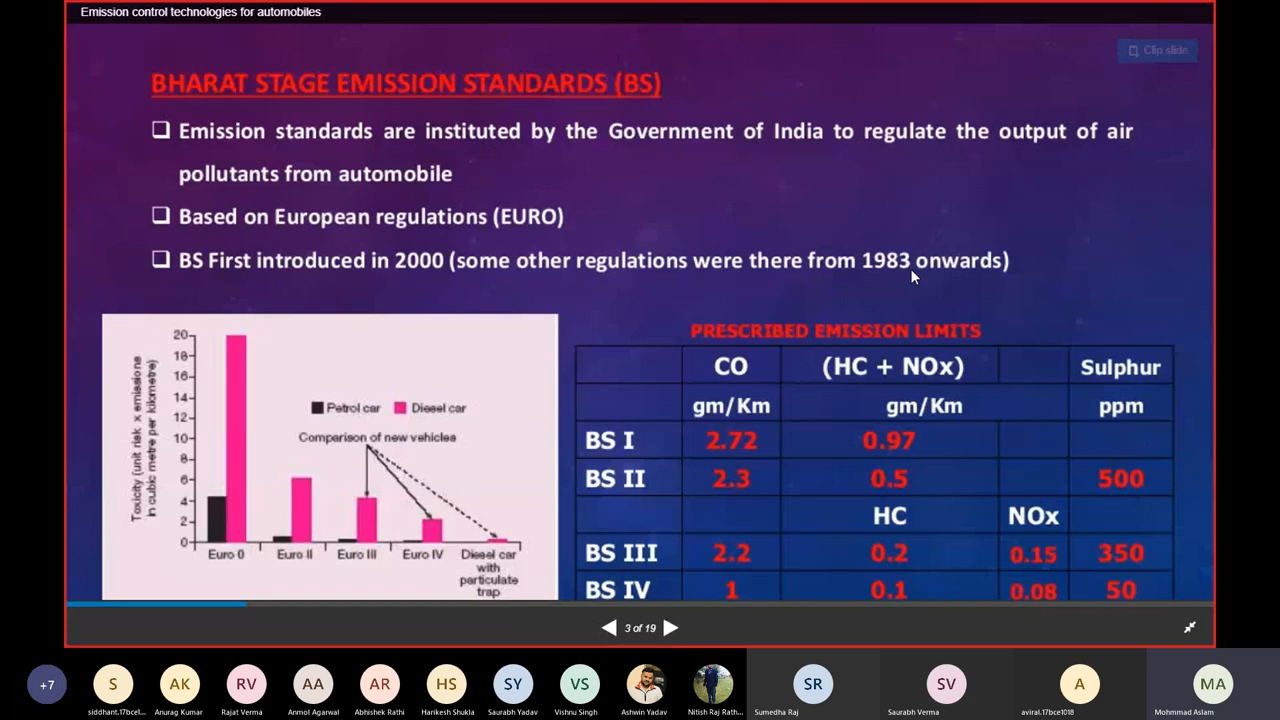 Emission control technologies for automobiles
Clip slide
BHARAT STAGE EMISSION STANDARDS (BS)
Emission standards are instituted by the Government of India to regulate the output of air
pollutants from automobile
Based on European regulations (EURO)
BS First introduced in 2000 (some other regulations were there from 1983 onwards)
Toxicity (unit risk x emissions
in cubic metre per kilometre)
20
18
16
14
12
10
8
6
4
2
0
Petrol car Diesel car
Comparison of new vehicles
Euro 0 Euro II Euro III Euro IV Diesel car
with
particulate
trap
PRESCRIBED EMISSION LIMITS
CO (HC + NOx) Sulphur
gm/Km gm/Km ppm
BS I 2.72 0.97
BS II 2.3 0.5 500
HC NOx
BS III 2.2 0.2 0.15 350
BS IV 1 0.1 0.08 50
3 of 19
+7 S AK RV AA AR HS SY VS SR SV A MA
siddhant.17bce1... Anurag Kumar Rajat Verma Anmol Agarwal Abhishek Rathi Harikesh Shukla Saurabh Yadav Vishnu Singh Ashwin Yadav Nitish Raj Rath... Sumedha Raj Saurabh Verma aviral.17bce1018 Mohmmad Aslam